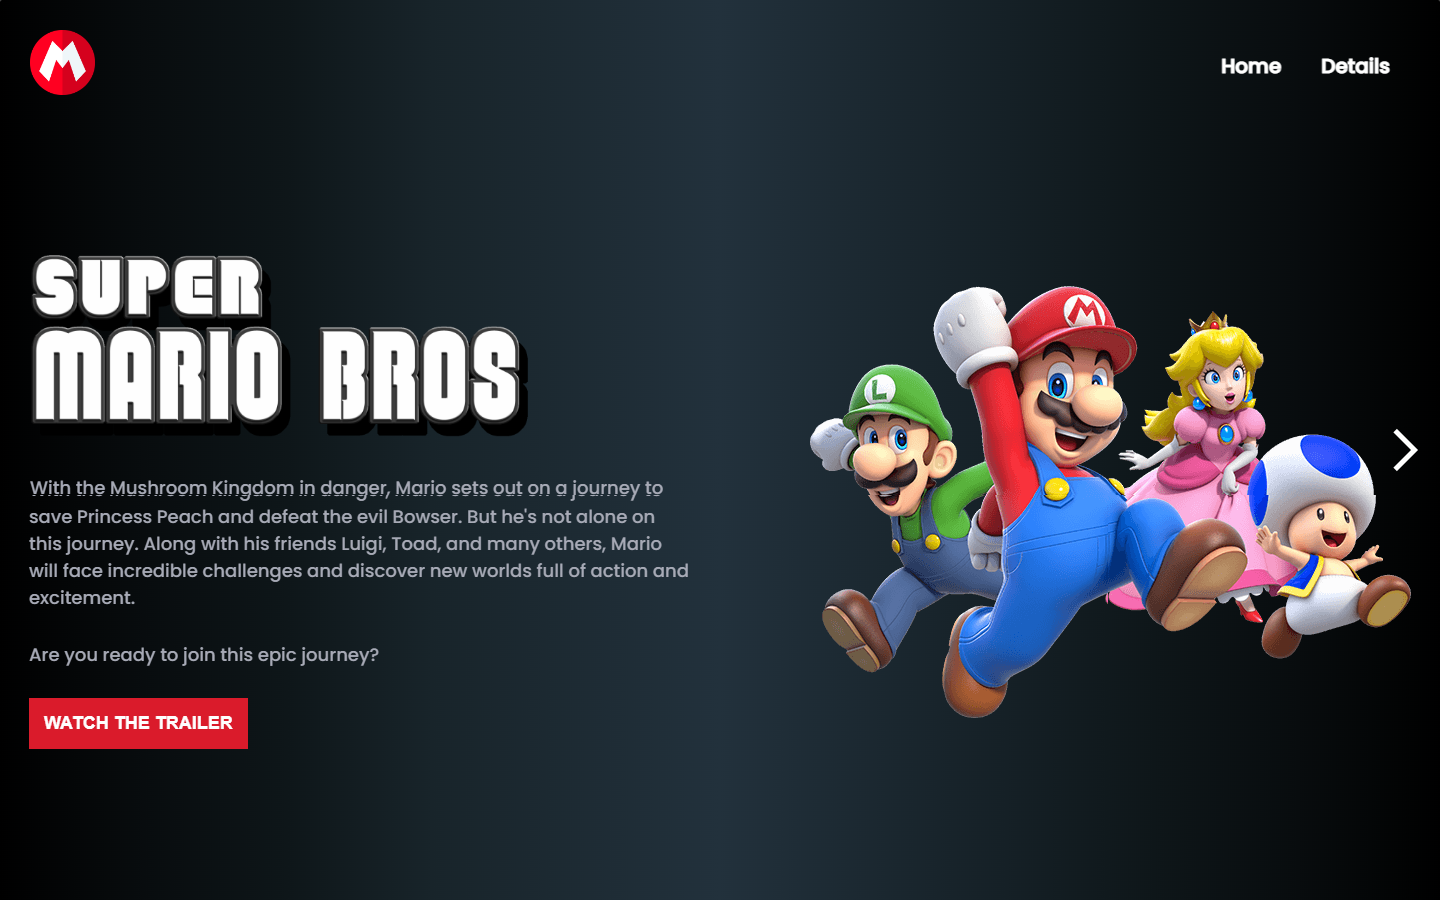 M
Home Details
SUPER
MARIO BROS
With the Mushroom Kingdom in danger, Mario sets out on a journey to
save Princess Peach and defeat the evil Bowser. But he's not alone on
this journey. Along with his friends Luigi, Toad, and many others, Mario
will face incredible challenges and discover new worlds full of action and
excitement.
Are you ready to join this epic journey?
WATCH THE TRAILER
M
L